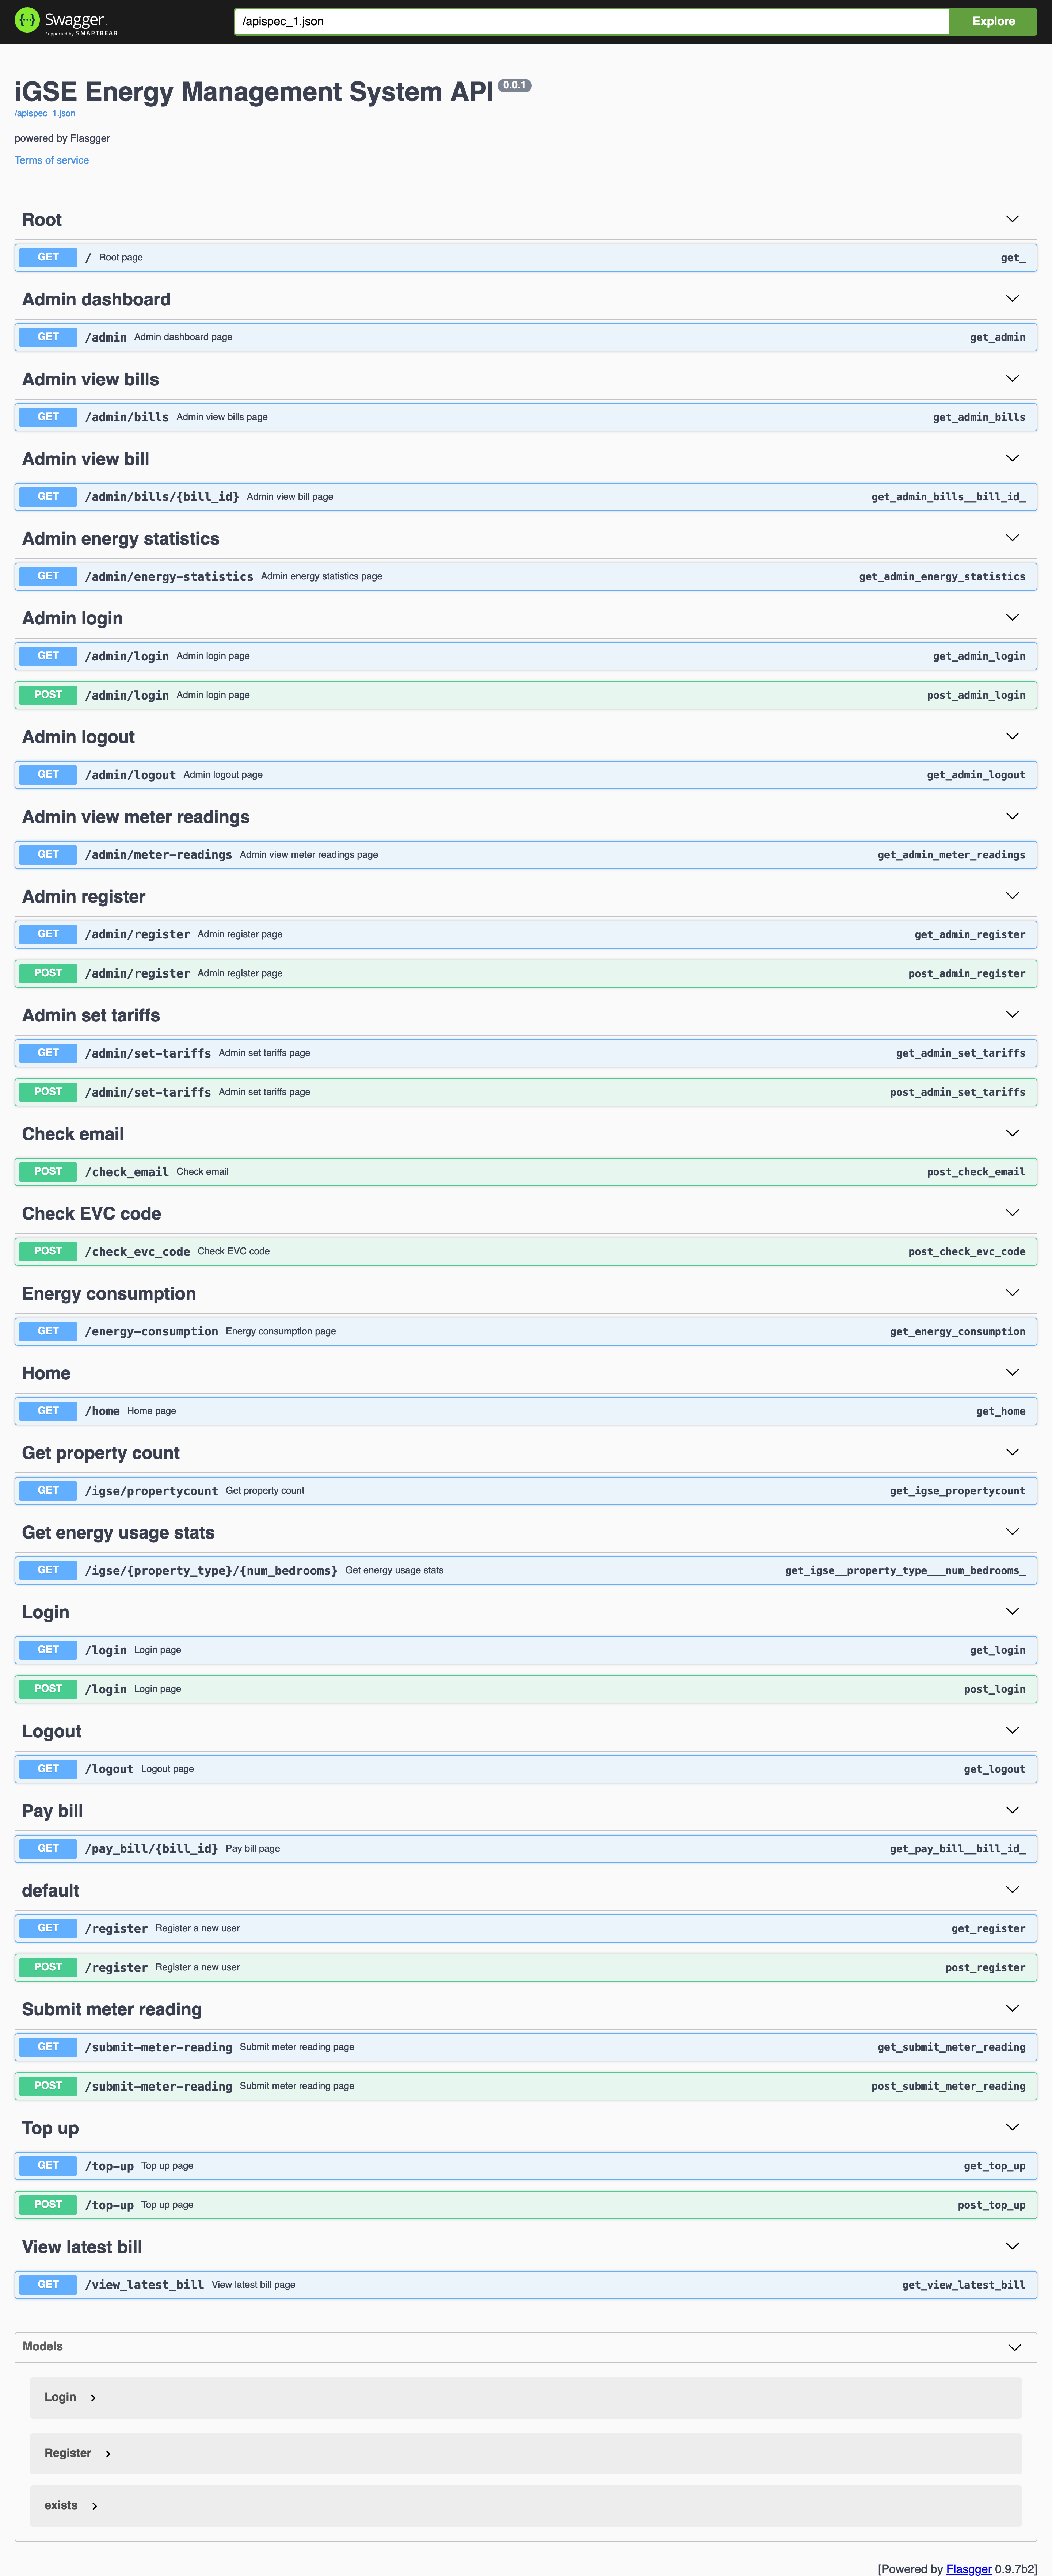 Swagger.
Supported by SMARTBEAR
/apispec_1.json
Explore
iGSE Energy Management System API 0.0.1
/apispec_1.json
powered by Flasgger
Terms of service
Root
GET / Root page get_
Admin dashboard
GET /admin Admin dashboard page get_admin
Admin view bills
GET /admin/bills Admin view bills page get_admin_bills
Admin view bill
GET /admin/bills/{bill_id} Admin view bill page get_admin_bills__bill_id_
Admin energy statistics
GET /admin/energy-statistics Admin energy statistics page get_admin_energy_statistics
Admin login
GET /admin/login Admin login page get_admin_login
POST /admin/login Admin login page post_admin_login
Admin logout
GET /admin/logout Admin logout page get_admin_logout
Admin view meter readings
GET /admin/meter-readings Admin view meter readings page get_admin_meter_readings
Admin register
GET /admin/register Admin register page get_admin_register
POST /admin/register Admin register page post_admin_register
Admin set tariffs
GET /admin/set-tariffs Admin set tariffs page get_admin_set_tariffs
POST /admin/set-tariffs Admin set tariffs page post_admin_set_tariffs
Check email
POST /check_email Check email post_check_email
Check EVC code
POST /check_evc_code Check EVC code post_check_evc_code
Energy consumption
GET /energy-consumption Energy consumption page get_energy_consumption
Home
GET /home Home page get_home
Get property count
GET /igse/propertycount Get property count get_igse_propertycount
Get energy usage stats
GET /igse/{property_type}/{num_bedrooms} Get energy usage stats get_igse__property_type___num_bedrooms_
Login
GET /login Login page get_login
POST /login Login page post_login
Logout
GET /logout Logout page get_logout
Pay bill
GET /pay_bill/{bill_id} Pay bill page get_pay_bill__bill_id_
default
GET /register Register a new user get_register
POST /register Register a new user post_register
Submit meter reading
GET /submit-meter-reading Submit meter reading page get_submit_meter_reading
POST /submit-meter-reading Submit meter reading page post_submit_meter_reading
Top up
GET /top-up Top up page get_top_up
POST /top-up Top up page post_top_up
View latest bill
GET /view_latest_bill View latest bill page get_view_latest_bill
Models
Login
Register
exists
[Powered by Flasgger 0.9.7b2]